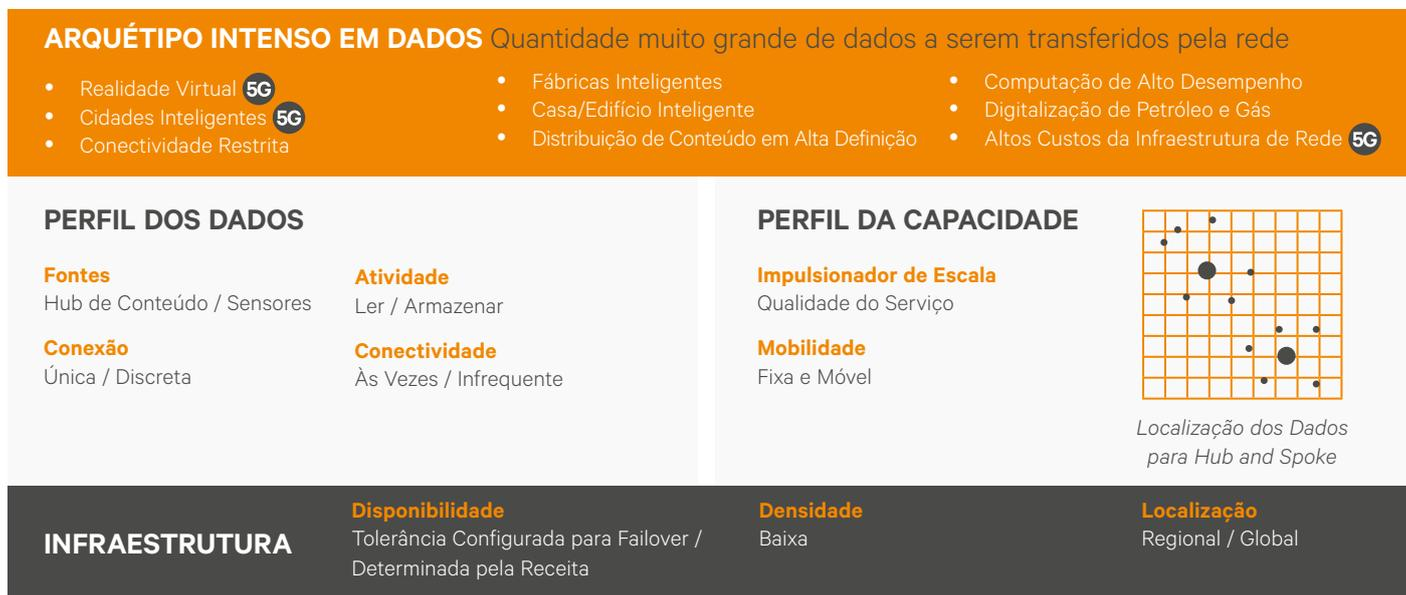 ARQUÉTIPO INTENSO EM DADOS Quantidade muito grande de dados a serem transferidos pela rede
• Realidade Virtual 5G
• Cidades Inteligentes 5G
• Conectividade Restrita
• Fábricas Inteligentes
• Casa/Edifício Inteligente
• Distribuição de Conteúdo em Alta Definição
• Computação de Alto Desempenho
• Digitalização de Petróleo e Gás
• Altos Custos da Infraestrutura de Rede 5G
PERFIL DOS DADOS
Fontes
Hub de Conteúdo / Sensores
Conexão
Única / Discreta
Atividade
Ler / Armazenar
Conectividade
Às Vezes / Infrequente
PERFIL DA CAPACIDADE
Impulsionador de Escala
Qualidade do Serviço
Mobilidade
Fixa e Móvel
Localização dos Dados
para Hub and Spoke
INFRAESTRUTURA
Disponibilidade
Tolerância Configurada para Failover /
Determinada pela Receita
Densidade
Baixa
Localização
Regional / Global